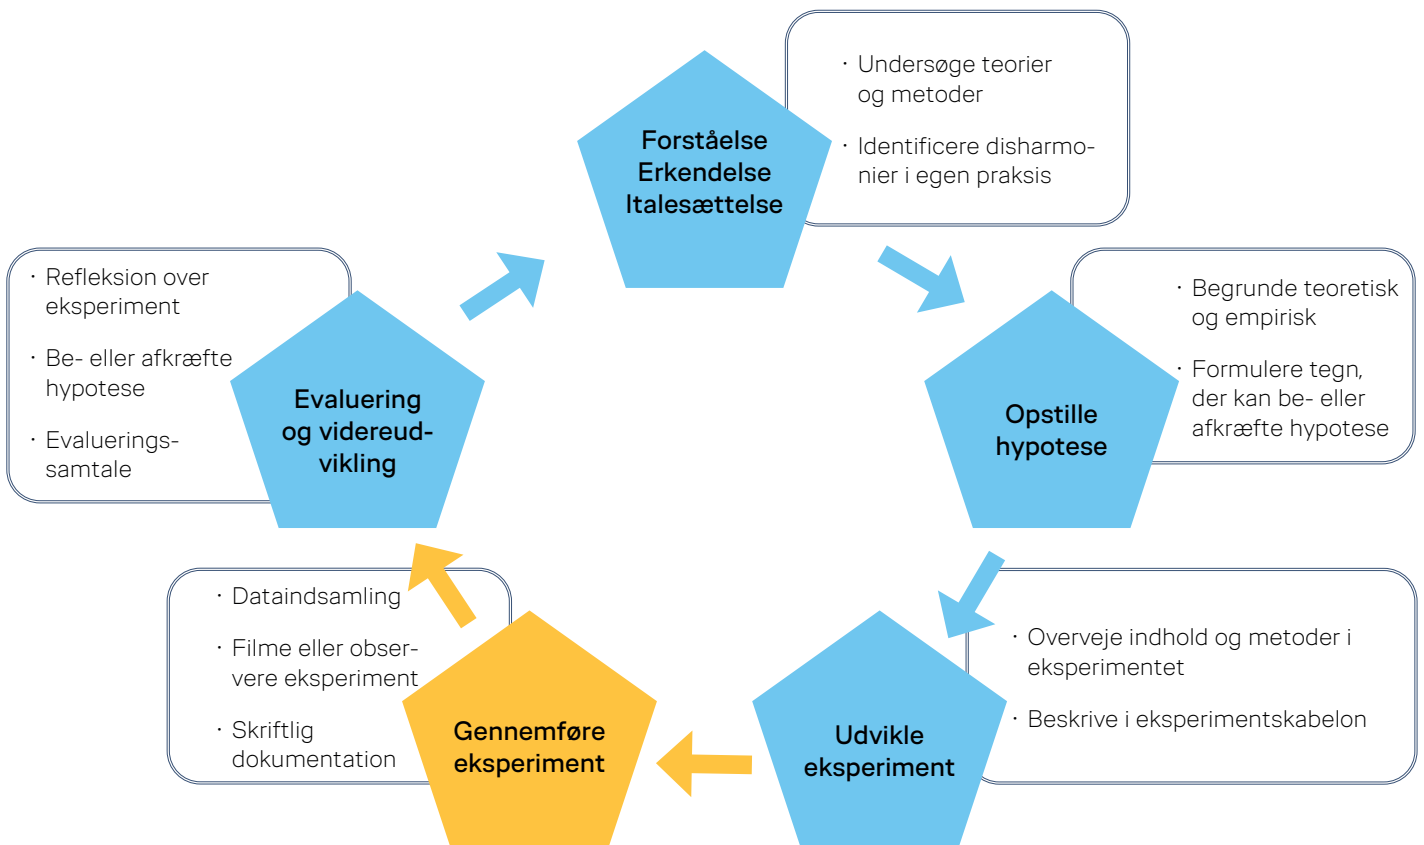 Forståelse
Erkendelse
Italesættelse
· Undersøge teorier
og metoder
· Identificere disharmo-
nier i egen praksis
Opstille
hypotese
· Begrunde teoretisk
og empirisk
· Formulere tegn,
der kan be- eller
afkræfte hypotese
Udvikle
eksperiment
· Overveje indhold og metoder i
eksperimentet
· Beskrive i eksperimentskabelon
Gennemføre
eksperiment
· Dataindsamling
· Filme eller obser-
vere eksperiment
· Skriftlig
dokumentation
Evaluering
og videreud-
vikling
· Refleksion over
eksperiment
· Be- eller afkræfte
hypotese
· Evaluerings-
samtale